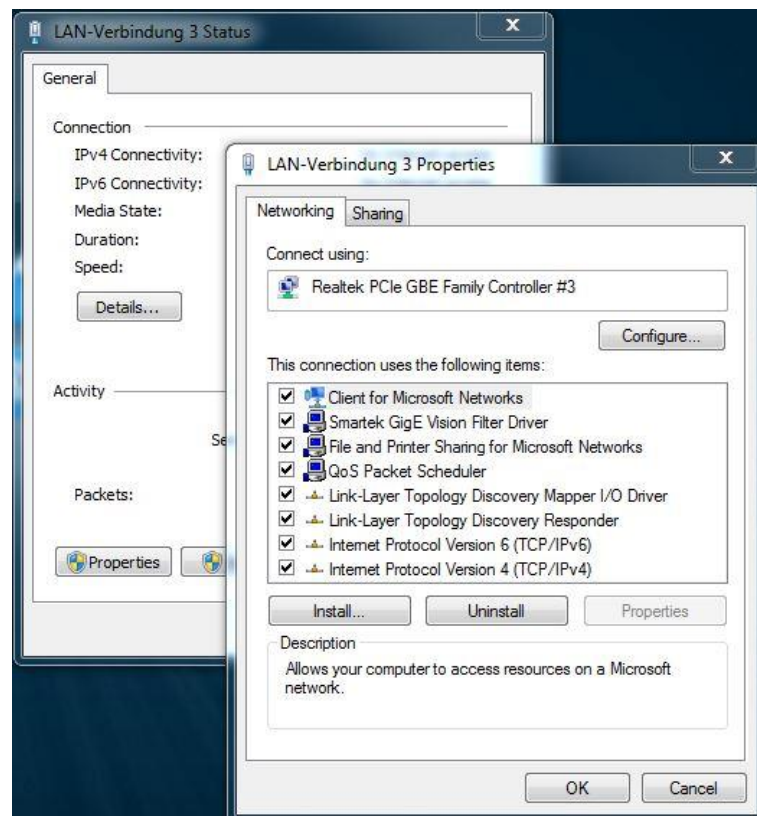 LAN-Verbindung 3 Status
General
Connection
IPv4 Connectivity:
IPv6 Connectivity:
Media State:
Duration:
Speed:
Details...
Activity
Se
Packets:
Properties
LAN-Verbindung 3 Properties
Networking Sharing
Connect using:
Realtek PCIe GBE Family Controller #3
Configure...
This connection uses the following items:
Client for Microsoft Networks
Smartek GigE Vision Filter Driver
File and Printer Sharing for Microsoft Networks
QoS Packet Scheduler
Link-Layer Topology Discovery Mapper I/O Driver
Link-Layer Topology Discovery Responder
Internet Protocol Version 6 (TCP/IPv6)
Internet Protocol Version 4 (TCP/IPv4)
Install... Uninstall Properties
Description
Allows your computer to access resources on a Microsoft
network.
OK Cancel